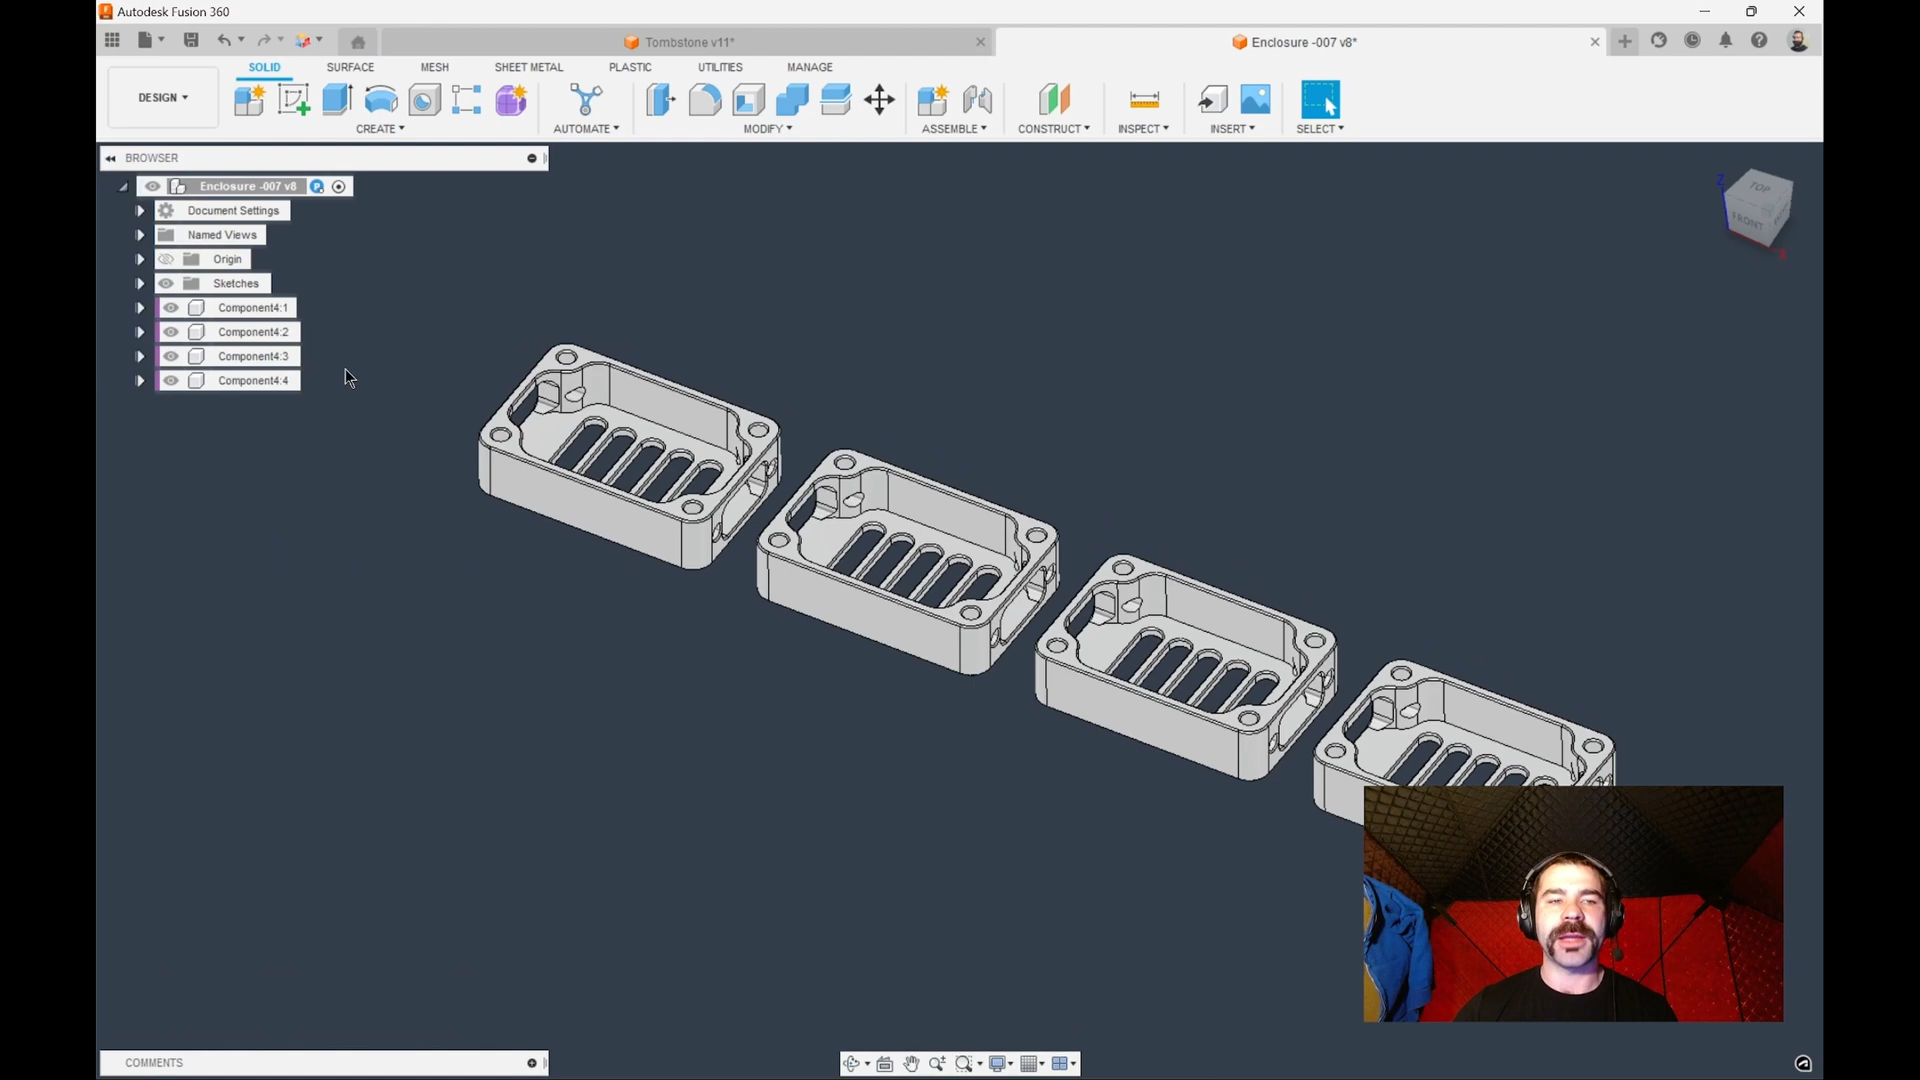 Autodesk Fusion 360
Tombstone v11*
Enclosure -007 v8*
DESIGN
SOLID
SURFACE
MESH
SHEET METAL
PLASTIC
UTILITIES
MANAGE
CREATE
AUTOMATE
MODIFY
ASSEMBLE
CONSTRUCT
INSPECT
INSERT
SELECT
BROWSER
Enclosure -007 v8
Document Settings
Named Views
Origin
Sketches
Component4:1
Component4:2
Component4:3
Component4:4
Z
TOP
FRONT
X
COMMENTS